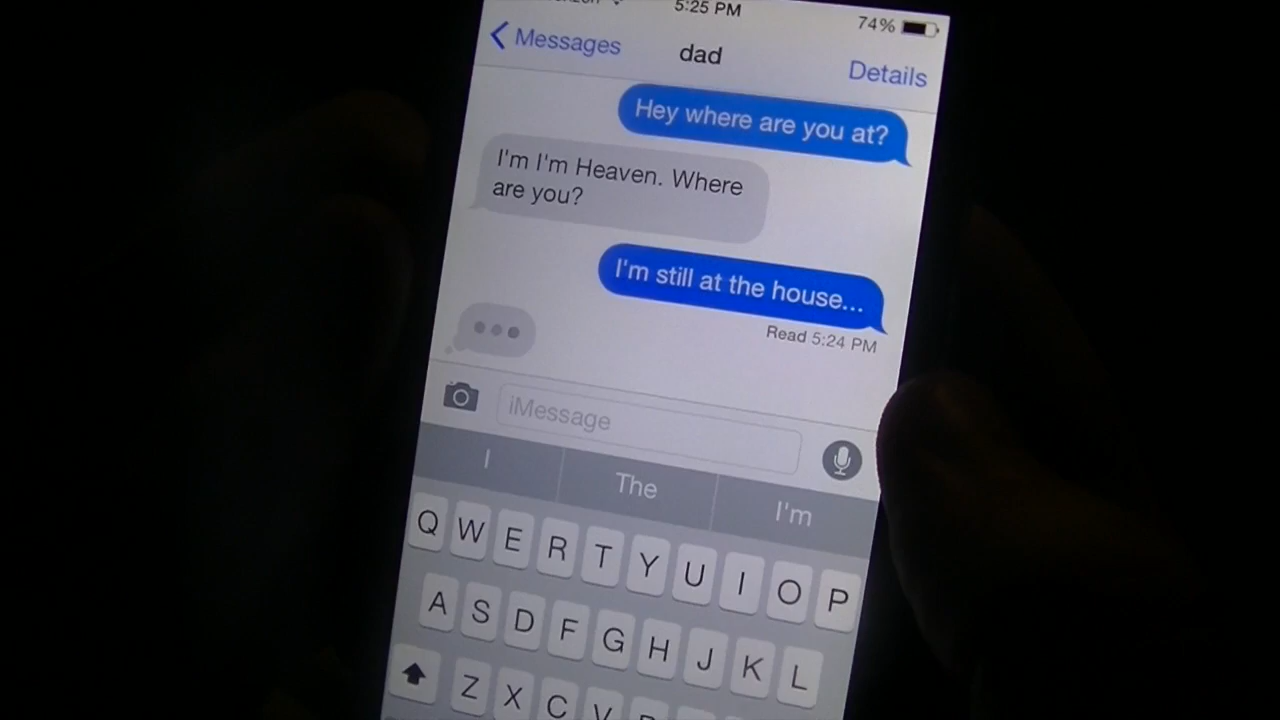 5:25 PM
74%
Messages
dad
Details
Hey where are you at?
I'm I'm Heaven. Where
are you?
I'm still at the house...
Read 5:24 PM
iMessage
I
The
I'm
Q W E R T Y U I O P
A S D F G H J K L
Z X C V